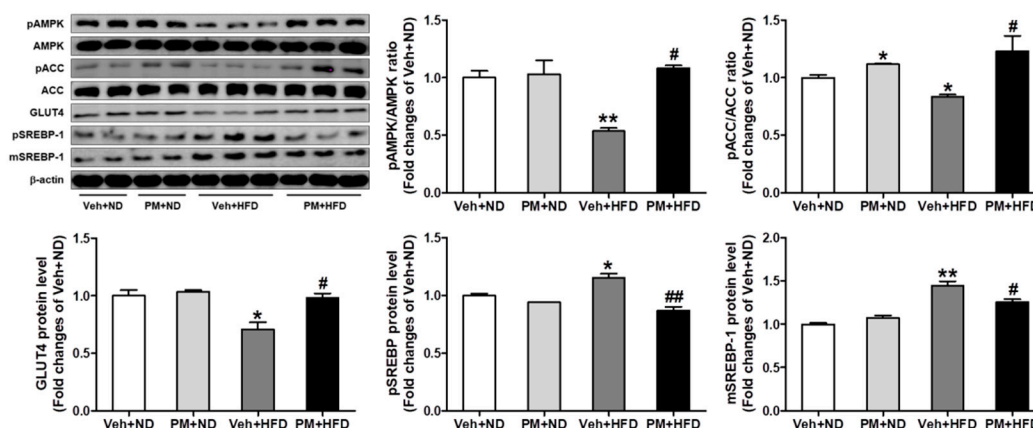 pAMPK
AMPK
pACC
ACC
GLUT4
pSREBP-1
mSREBP-1
β-actin
Veh+ND PM+ND Veh+HFD PM+HFD
pAMPK/AMPK ratio
(Fold changes of Veh+ND)
1.5
1.0
0.5
0.0
**
#
Veh+ND PM+ND Veh+HFD PM+HFD
pACC/ACC ratio
(Fold changes of Veh+ND)
1.5
1.0
0.5
0.0
*
*
#
Veh+ND PM+ND Veh+HFD PM+HFD
GLUT4 protein level
(Fold changes of Veh+ND)
1.5
1.0
0.5
0.0
*
#
Veh+ND PM+ND Veh+HFD PM+HFD
pSREBP protein level
(Fold changes of Veh+ND)
1.5
1.0
0.5
0.0
*
##
Veh+ND PM+ND Veh+HFD PM+HFD
mSREBP-1 protein level
(Fold changes of Veh+ND)
2.0
1.5
1.0
0.5
0.0
**
#
Veh+ND PM+ND Veh+HFD PM+HFD